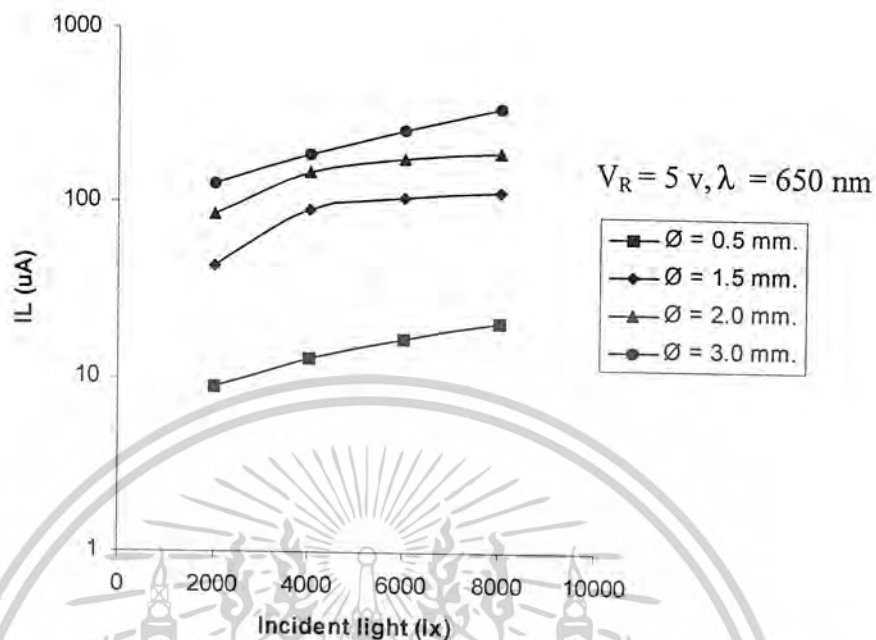 1000
100
10
1
IL (uA)
0
2000
4000
6000
8000
10000
Incident light (lx)
V_R = 5 v, λ = 650 nm
Ø = 0.5 mm.
Ø = 1.5 mm.
Ø = 2.0 mm.
Ø = 3.0 mm.